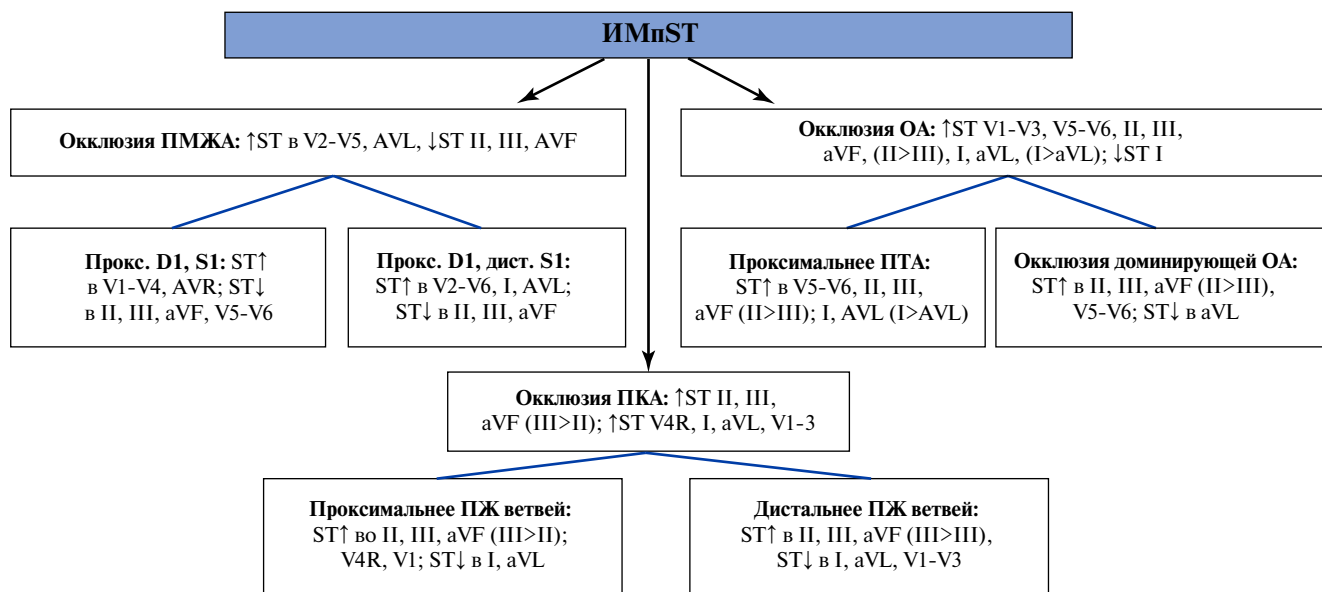 ИМпST
Окклюзия ПМЖА: ↑ST в V2-V5, AVL, ↓ST II, III, AVF
Окклюзия ОА: ↑ST V1-V3, V5-V6, II, III,
aVF, (II>III), I, aVL, (I>aVL); ↓ST I
Прокс. D1, S1: ST↑
в V1-V4, AVR; ST↓
в II, III, aVF, V5-V6
Прокс. D1, дист. S1:
ST↑ в V2-V6, I, AVL;
ST↓ в II, III, aVF
Проксимальнее ПТА:
ST↑ в V5-V6, II, III,
aVF (II>III); I, AVL (I>AVL)
Окклюзия доминирующей ОА:
ST↑ в II, III, aVF (II>III),
V5-V6; ST↓ в aVL
Окклюзия ПКА: ↑ST II, III,
aVF (III>II); ↑ST V4R, I, aVL, V1-3
Проксимальнее ПЖ ветвей:
ST↑ во II, III, aVF (III>II);
V4R, V1; ST↓ в I, aVL
Дистальнее ПЖ ветвей:
ST↑ в II, III, aVF (III>III),
ST↓ в I, aVL, V1-V3